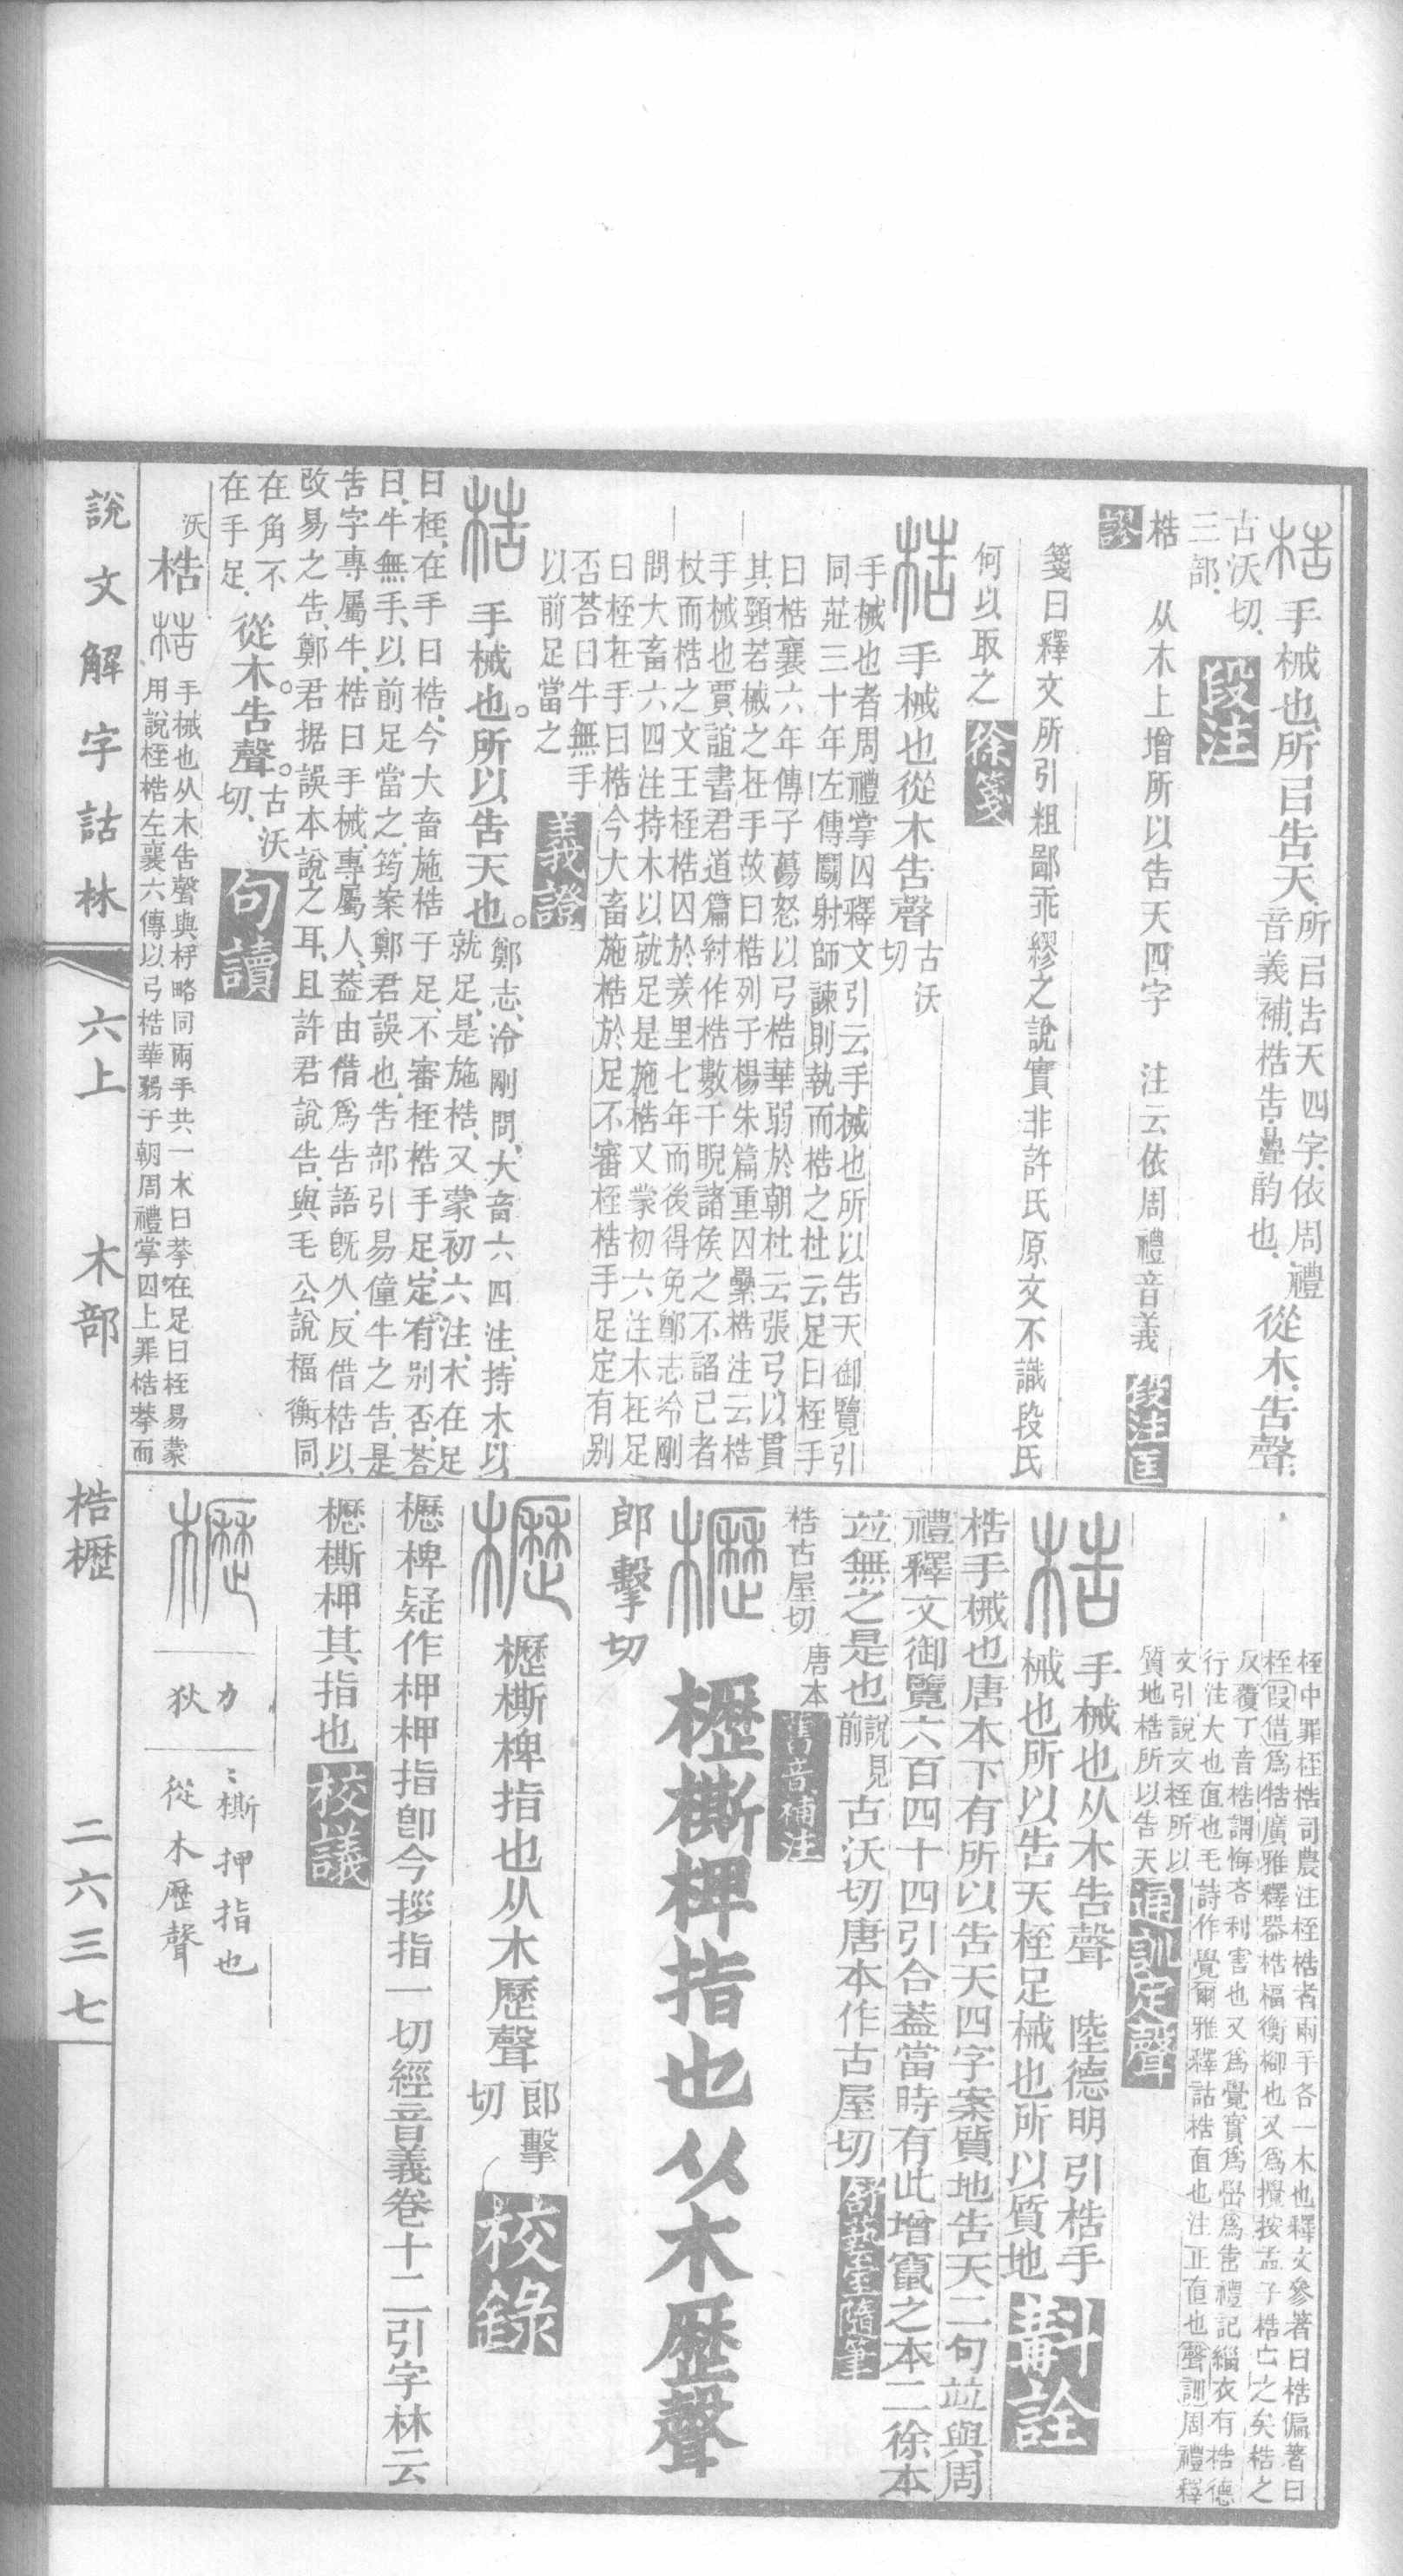 梏手械也所㠯告天所㠯告天四字依周禮
音義補梏告疊韵也從木告聲
古沃切
三部段注
梏　从木上增所以告天四字　注云依周禮音義段注匡
謬
箋曰釋文所引粗鄙乖繆之說實非許氏原文不識段氏
何以取之徐箋
梏手械也從木告聲古沃
切
手械也者周禮掌囚釋文引云手械也所以告天御覽引
同莊三十年左傳鬭射師諫則執而梏之杜云足曰桎手
曰梏襄六年傳子蕩怒以弓梏華弱於朝杜云張弓以貫
其頸若械之在手故曰梏列子楊朱篇重囚纍梏注云梏
手械也賈誼書君道篇紂作梏數千睨諸侯之不諂己者
杖而梏之文王桎梏囚於羑里七年而後得免鄭志泠剛
問大畜六四注持木以就足是施梏又蒙初六注木在足
曰桎在手曰梏今大畜施梏於足不審桎梏手足定有别
否荅曰牛無手
以前足當之義證
梏手械也所以告天也鄭志泠剛問大畜六四注持木以
就足是施梏又蒙初六注木在足
曰桎在手曰梏今大畜施梏于足不審桎梏手足定有别否荅
曰牛無手以前足當之筠案鄭君誤也告部引易僮牛之告是
告字專屬牛梏曰手械專屬人蓋由借爲告語旣久反借梏以
改易之告鄭君据誤本說之耳且許君說告與毛公說楅衡同
在角不
在手足從木告聲古沃
切句讀
沃
梏梏手械也从木告聲與杽略同兩手共一木曰拲在足曰桎易蒙
用說桎梏左襄六傳以弓梏華弱于朝周禮掌囚上罪梏拲而
桎中罪桎梏司農注桎梏者兩手各一木也釋文參著曰梏偏著曰
桎假借爲牿廣雅釋器梏楅衡柳也又爲攪按孟子梏亡之矣梏之
反覆丁音梏謂悔吝利害也又爲覺實爲嶨爲嚳禮記緇衣有梏德
行注大也直也毛詩作覺爾雅釋詁梏直也注正直也聲訓周禮釋
文引說文桎所以
質地梏所以告天通訓定聲
梏手械也从木告聲　陸德明引梏手
械也所以告天桎足械也所以質地斠詮
梏手械也唐本下有所以告天四字案質地告天二句竝與周
禮釋文御覽六百四十四引合蓋當時有此增竄之本二徐本
竝無之是也說見
前古沃切唐本作古屋切舒藝室隨筆
梏古屋切　唐本舊音補注
櫪櫪㯕椑指也从木歷聲
郎擊切
櫪櫪㯕椑指也从木歷聲郎擊
切校錄
櫪椑疑作柙柙指卽今拶指一切經音義卷十二引字林云
櫪㯕柙其指也校議
櫪力狄　㯕押指也
從木歷聲
說文解字詁林　六上　木部　梏櫪　二六三七